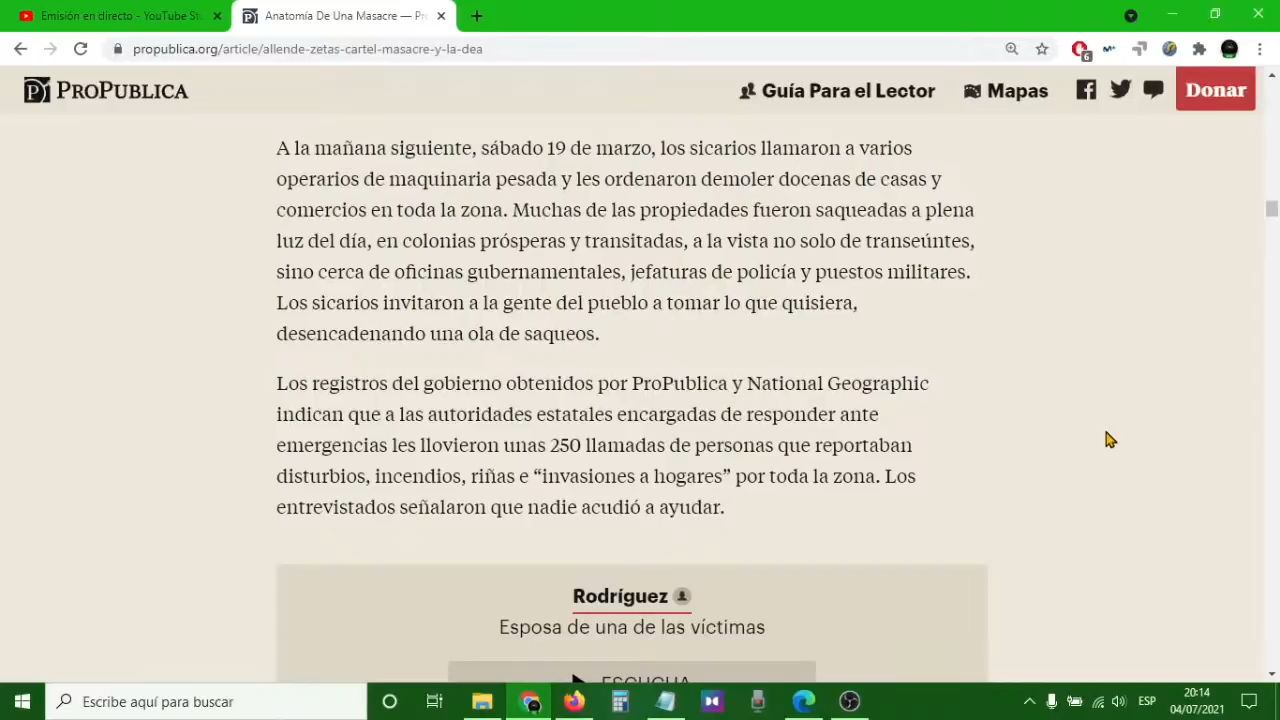 Emisión en directo - YouTube St
Anatomía De Una Masacre — Pr
propublica.org/article/allende-zetas-cartel-masacre-y-la-dea
6
PROPUBLICA
Guía Para el Lector
Mapas
Donar
A la mañana siguiente, sábado 19 de marzo, los sicarios llamaron a varios
operarios de maquinaria pesada y les ordenaron demoler docenas de casas y
comercios en toda la zona. Muchas de las propiedades fueron saqueadas a plena
luz del día, en colonias prósperas y transitadas, a la vista no solo de transeúntes,
sino cerca de oficinas gubernamentales, jefaturas de policía y puestos militares.
Los sicarios invitaron a la gente del pueblo a tomar lo que quisiera,
desencadenando una ola de saqueos.
Los registros del gobierno obtenidos por ProPublica y National Geographic
indican que a las autoridades estatales encargadas de responder ante
emergencias les llovieron unas 250 llamadas de personas que reportaban
disturbios, incendios, riñas e “invasiones a hogares” por toda la zona. Los
entrevistados señalaron que nadie acudió a ayudar.
Rodríguez
Esposa de una de las víctimas
ESCUCHA
Escribe aquí para buscar
ESP
20:14
04/07/2021